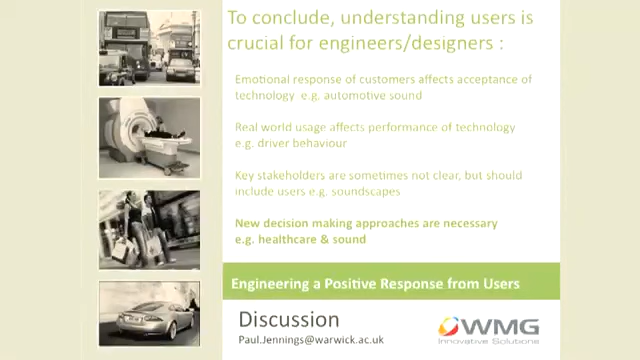 To conclude, understanding users is
crucial for engineers/designers :
Emotional response of customers affects acceptance of
technology e.g. automotive sound
Real world usage affects performance of technology
e.g. driver behaviour
Key stakeholders are sometimes not clear, but should
include users e.g. soundscapes
New decision making approaches are necessary
e.g. healthcare & sound
Engineering a Positive Response from Users
Discussion
Paul.Jennings@warwick.ac.uk
WMG
Innovative Solutions